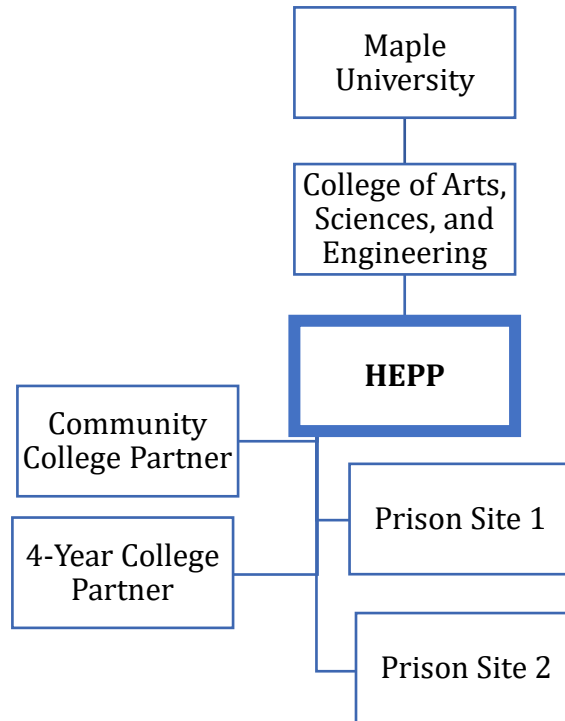 Maple
University
College of Arts,
Sciences, and
Engineering
HEPP
Community
College Partner
Prison Site 1
4-Year College
Partner
Prison Site 2